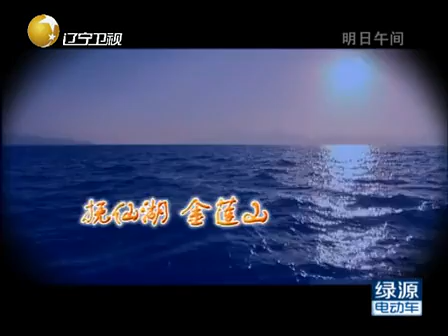 辽宁卫视
明日午间
抚仙湖 金莲山
绿源
电动车